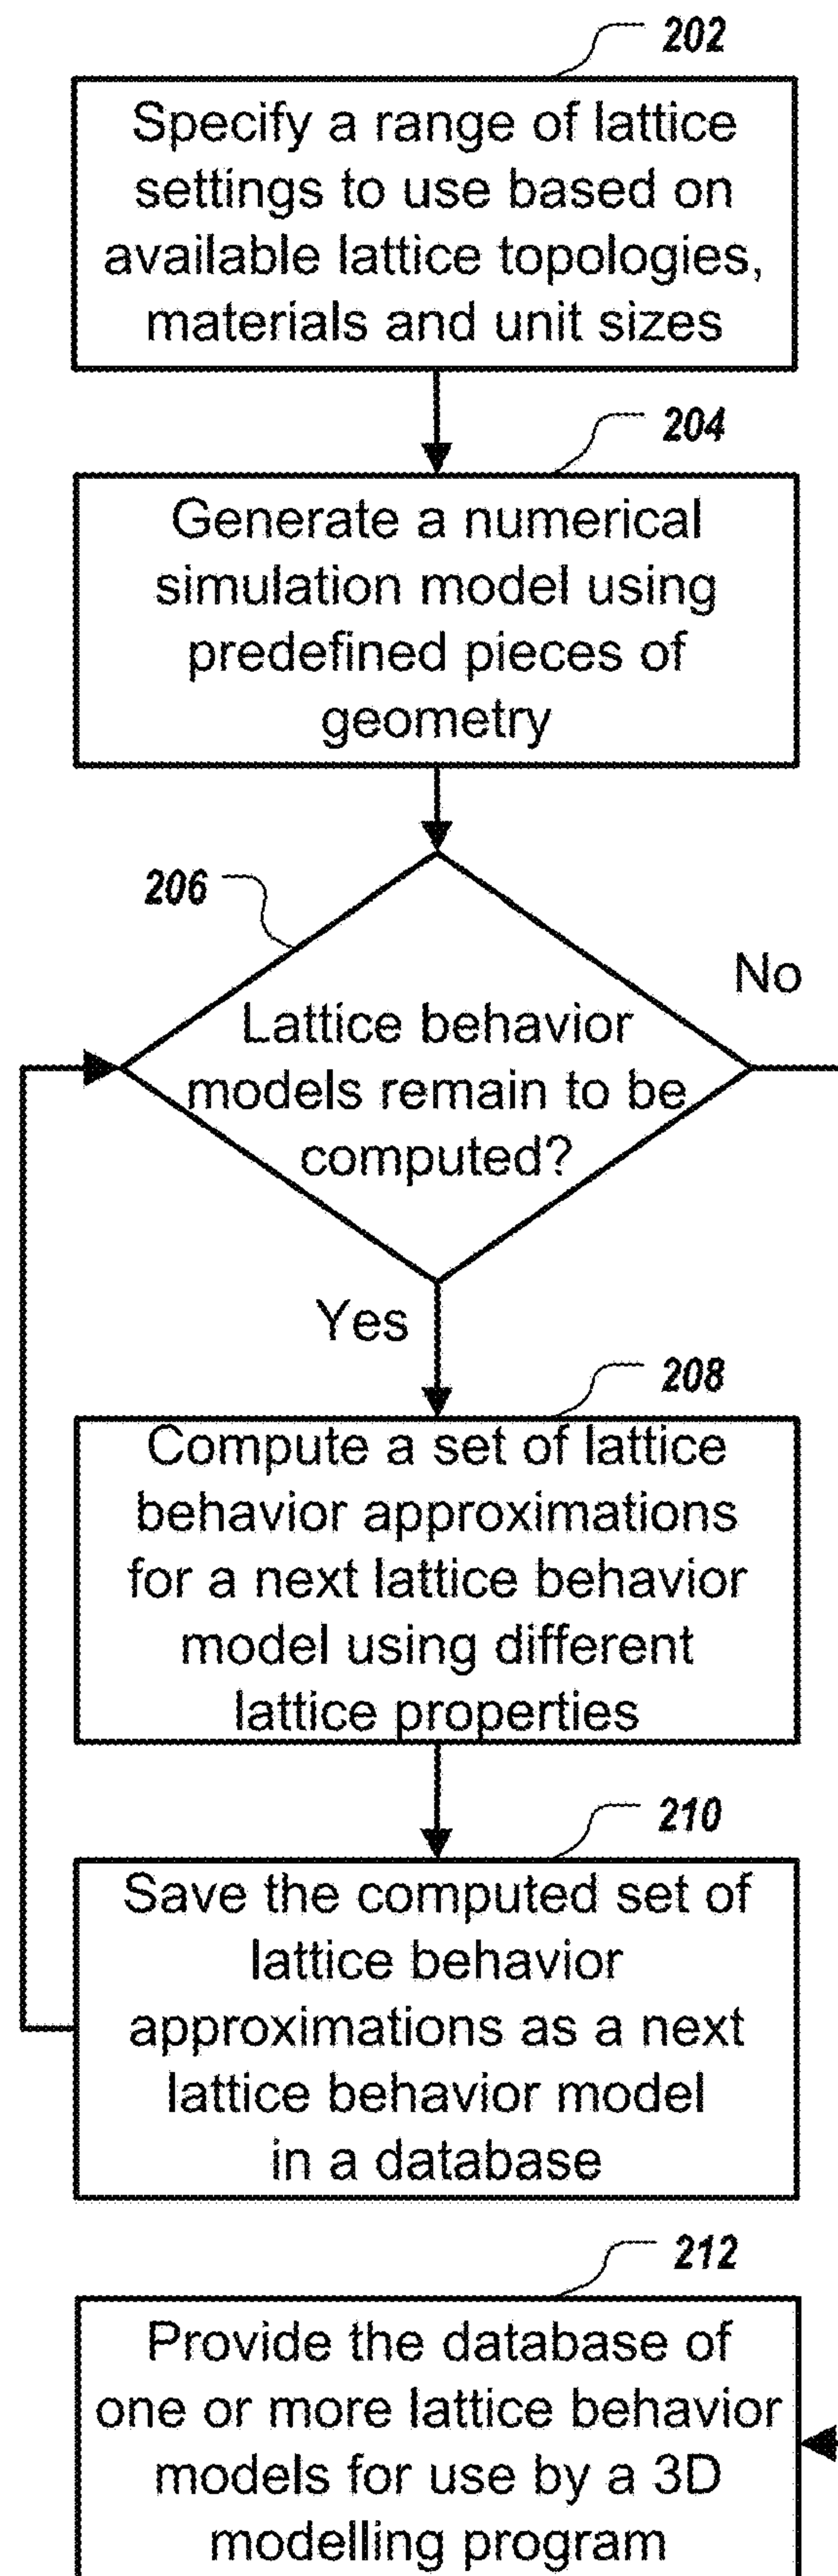 202
Specify a range of lattice
settings to use based on
available lattice topologies,
materials and unit sizes
204
Generate a numerical
simulation model using
predefined pieces of
geometry
206
No
Lattice behavior
models remain to be
computed?
Yes
208
Compute a set of lattice
behavior approximations
for a next lattice behavior
model using different
lattice properties
210
Save the computed set of
lattice behavior
approximations as a next
lattice behavior model
in a database
212
Provide the database of
one or more lattice behavior
models for use by a 3D
modelling program